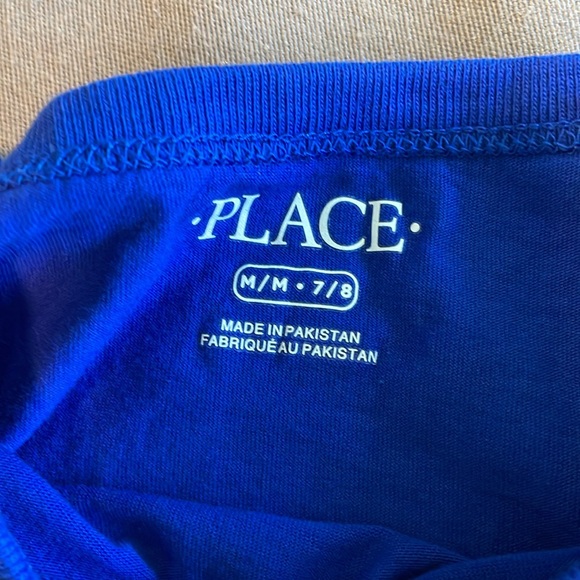 ·PLACE·
M/M • 7/8
MADE IN PAKISTAN
FABRIQUÉ AU PAKISTAN